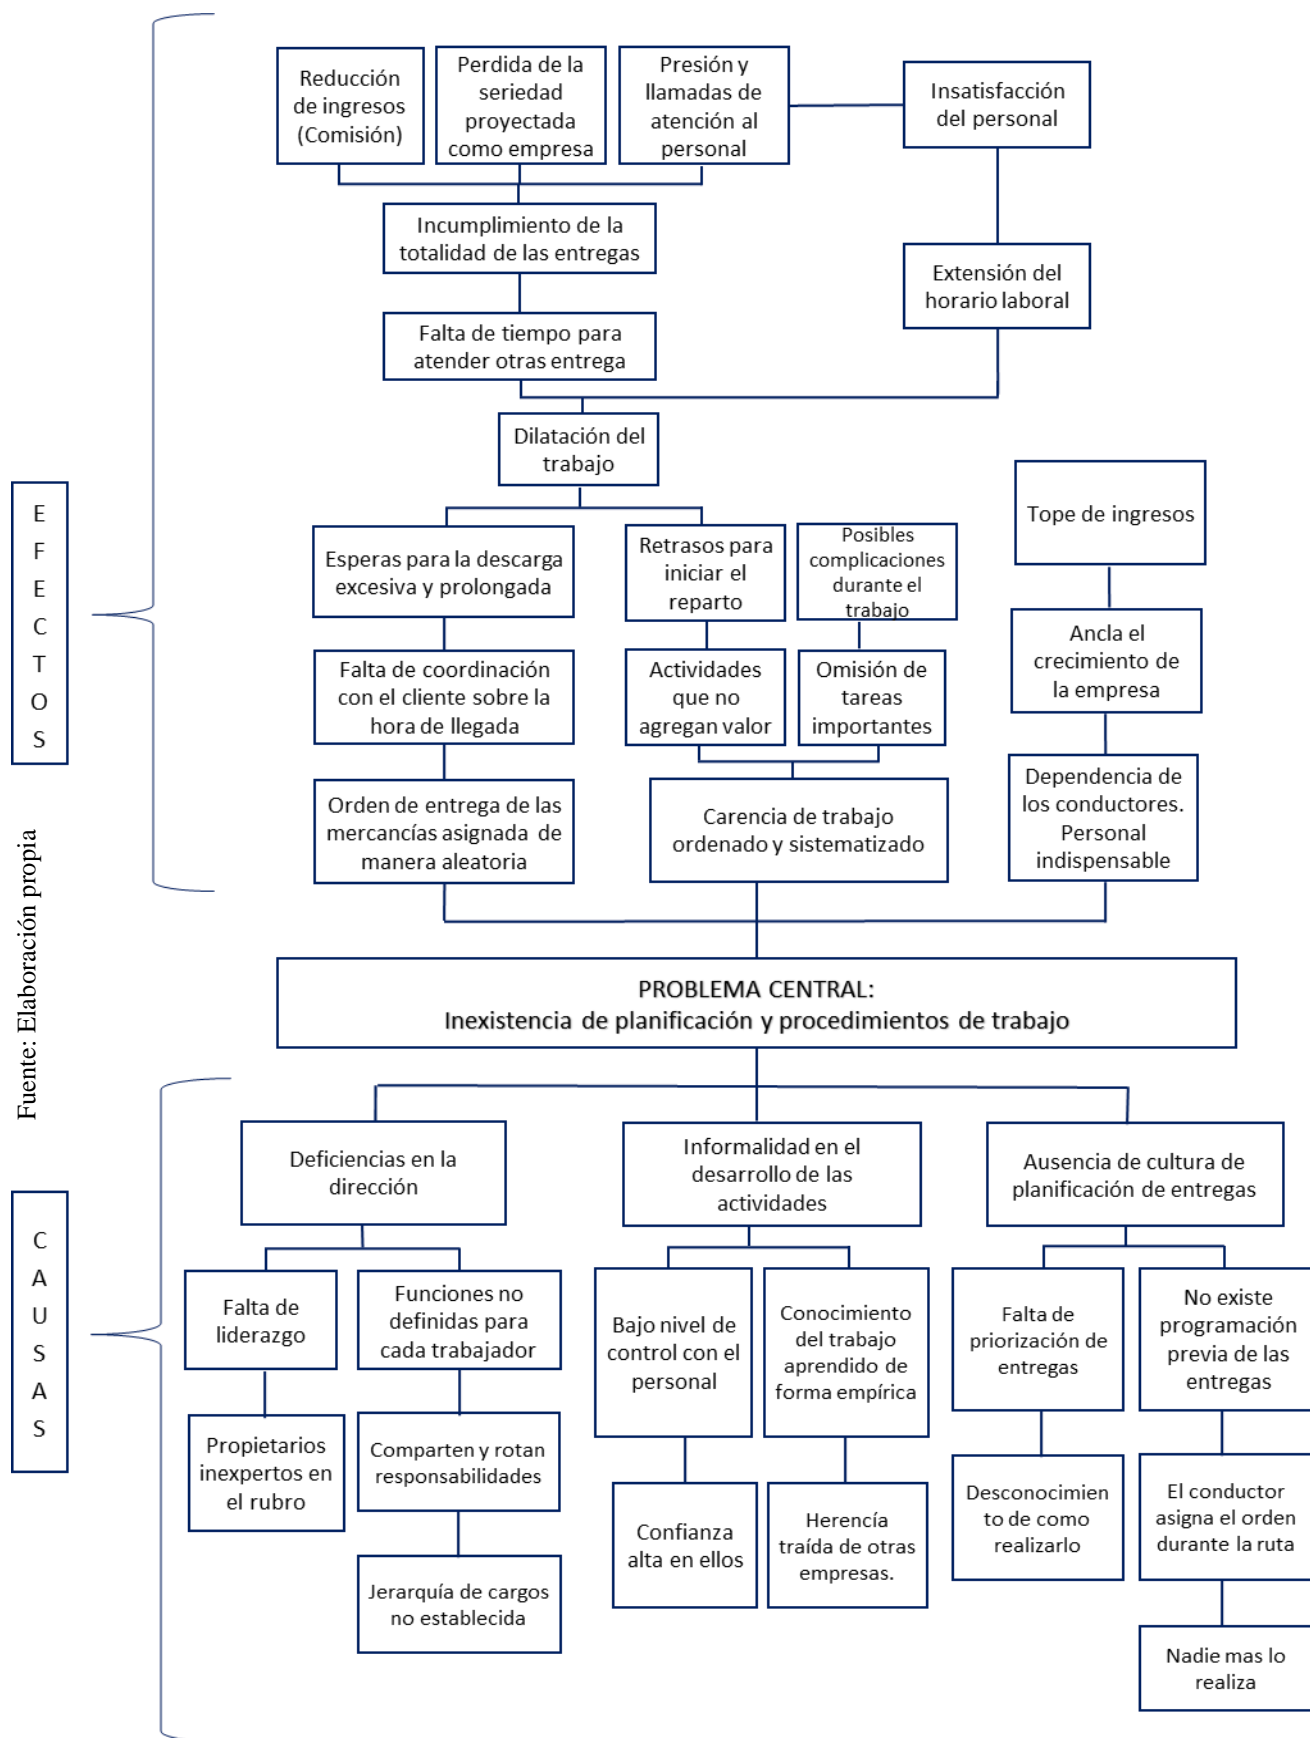 Reducción
de ingresos
(Comisión)
Perdida de la
seriedad
proyectada
como empresa
Presión y
llamadas de
atención al
personal
Insatisfacción
del personal
Incumplimiento de la
totalidad de las entregas
Extensión del
horario laboral
Falta de tiempo para
atender otras entrega
Dilatación del
trabajo
E
F
E
C
T
O
S
Esperas para la descarga
excesiva y prolongada
Retrasos para
iniciar el
reparto
Posibles
complicaciones
durante el
trabajo
Tope de ingresos
Falta de coordinación
con el cliente sobre la
hora de llegada
Actividades
que no
agregan valor
Omisión de
tareas
importantes
Ancla el
crecimiento de
la empresa
Orden de entrega de las
mercancías asignada de
manera aleatoria
Carencia de trabajo
ordenado y sistematizado
Dependencia de
los conductores.
Personal
indispensable
Fuente: Elaboración propia
PROBLEMA CENTRAL:
Inexistencia de planificación y procedimientos de trabajo
C
A
U
S
A
S
Deficiencias en la
dirección
Informalidad en el
desarrollo de las
actividades
Ausencia de cultura de
planificación de entregas
Falta de
liderazgo
Funciones no
definidas para
cada trabajador
Bajo nivel de
control con el
personal
Conocimiento
del trabajo
aprendido de
forma empírica
Falta de
priorización de
entregas
No existe
programación
previa de las
entregas
Propietarios
inexpertos en
el rubro
Comparten y rotan
responsabilidades
Confianza
alta en ellos
Herencía
traída de otras
empresas.
Desconocimien
to de como
realizarlo
El conductor
asigna el orden
durante la ruta
Jerarquía de cargos
no establecida
Nadie mas lo
realiza